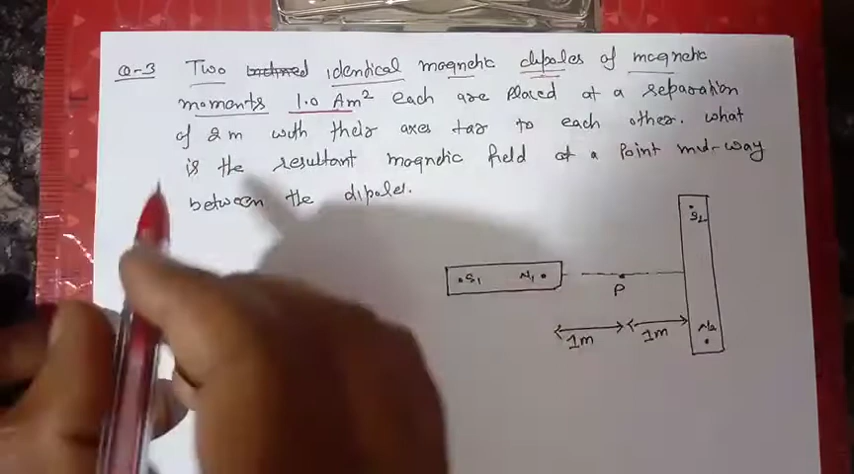 Q-3 Two identical magnetic dipoles of magnetic
moments 1.0 Am² each are placed at a separation
of 2m with their axes tar to each other. what
is the resultant magnetic field at a point mid-way
between the dipoles.
S₂
S₁ N₁
P
N₂
1m 1m